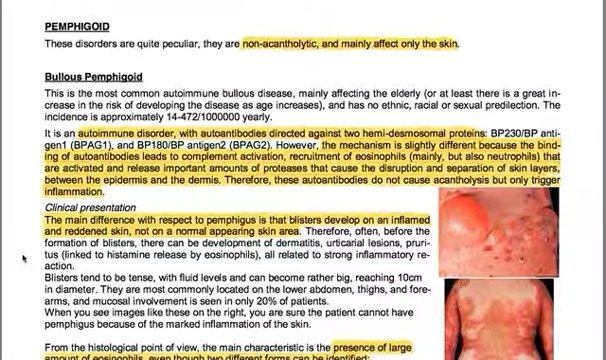 PEMPHIGOID
These disorders are quite peculiar, they are non-acantholytic, and mainly affect only the skin.
Bullous Pemphigoid
This is the most common autoimmune bullous disease, mainly affecting the elderly (or at least there is a great in-
crease in the risk of developing the disease as age increases), and has no ethnic, racial or sexual predilection. The
incidence is approximately 14-472/1000000 yearly.
It is an autoimmune disorder, with autoantibodies directed against two hemi-desmosomal proteins: BP230/BP anti-
gen1 (BPAG1), and BP180/BP antigen2 (BPAG2). However, the mechanism is slightly different because the bind-
ing of autoantibodies leads to complement activation, recruitment of eosinophils (mainly, but also neutrophils) that
are activated and release important amounts of proteases that cause the disruption and separation of skin layers,
between the epidermis and the dermis. Therefore, these autoantibodies do not cause acantholysis but only trigger
inflammation.
Clinical presentation
The main difference with respect to pemphigus is that blisters develop on an inflamed
and reddened skin, not on a normal appearing skin area. Therefore, often, before the
formation of blisters, there can be development of dermatitis, urticarial lesions, pruri-
tus (linked to histamine release by eosinophils), all related to strong inflammatory re-
action.
Blisters tend to be tense, with fluid levels and can become rather big, reaching 10cm
in diameter. They are most commonly located on the lower abdomen, thighs, and fore-
arms, and mucosal involvement is seen in only 20% of patients.
When you see images like these on the right, you are sure the patient cannot have
pemphigus because of the marked inflammation of the skin.
From the histological point of view, the main characteristic is the presence of large
amount of eosinophils, even though two different forms can be identified: